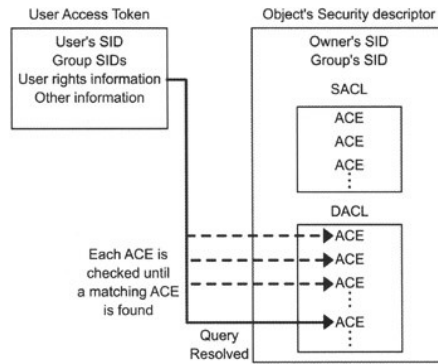 User Access Token
User's SID
Group SIDs
User rights information
Other information
Object's Security descriptor
Owner's SID
Group's SID
SACL
ACE
ACE
ACE
DACL
ACE
ACE
ACE
ACE
Each ACE is
checked until
a matching ACE
is found
Query
Resolved